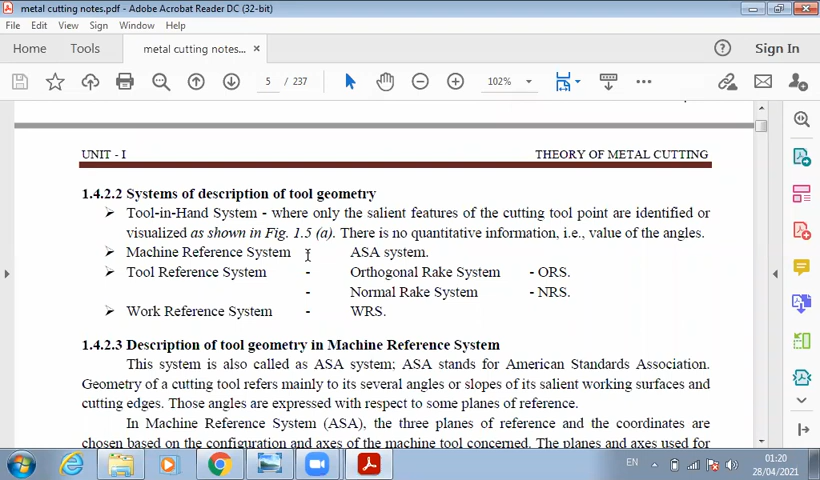 metal cutting notes.pdf - Adobe Acrobat Reader DC (32-bit)
File Edit View Sign Window Help
Home Tools metal cutting notes... × Sign In
5 / 237 102%
UNIT - I THEORY OF METAL CUTTING
1.4.2.2 Systems of description of tool geometry
➢ Tool-in-Hand System - where only the salient features of the cutting tool point are identified or
visualized as shown in Fig. 1.5 (a). There is no quantitative information, i.e., value of the angles.
➢ Machine Reference System - ASA system.
➢ Tool Reference System - Orthogonal Rake System - ORS.
- Normal Rake System - NRS.
➢ Work Reference System - WRS.
1.4.2.3 Description of tool geometry in Machine Reference System
This system is also called as ASA system; ASA stands for American Standards Association.
Geometry of a cutting tool refers mainly to its several angles or slopes of its salient working surfaces and
cutting edges. Those angles are expressed with respect to some planes of reference.
In Machine Reference System (ASA), the three planes of reference and the coordinates are
chosen based on the configuration and axes of the machine tool concerned. The planes and axes used for
EN 01:20
28/04/2021